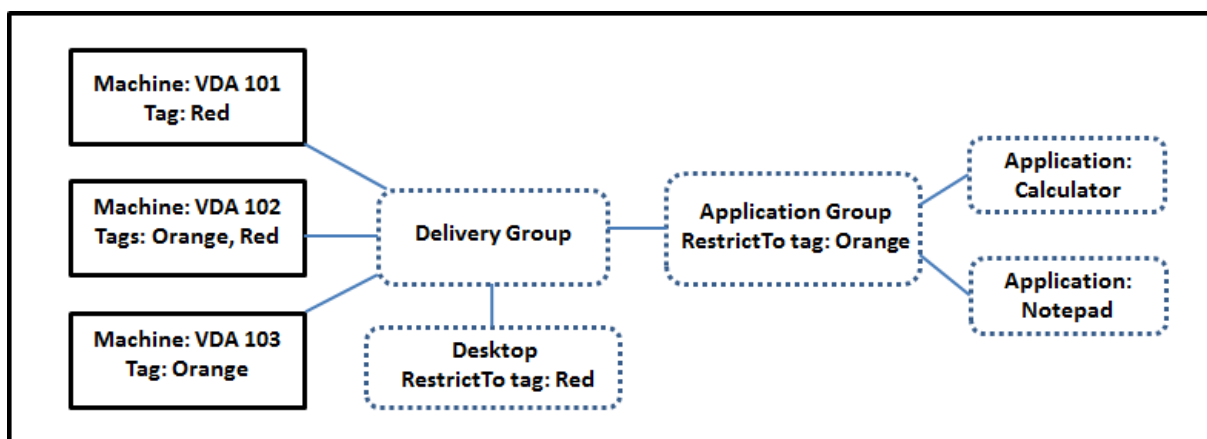 Machine: VDA 101
Tag: Red
Machine: VDA 102
Tags: Orange, Red
Machine: VDA 103
Tag: Orange
Delivery Group
Desktop
RestrictTo tag: Red
Application Group
RestrictTo tag: Orange
Application:
Calculator
Application:
Notepad